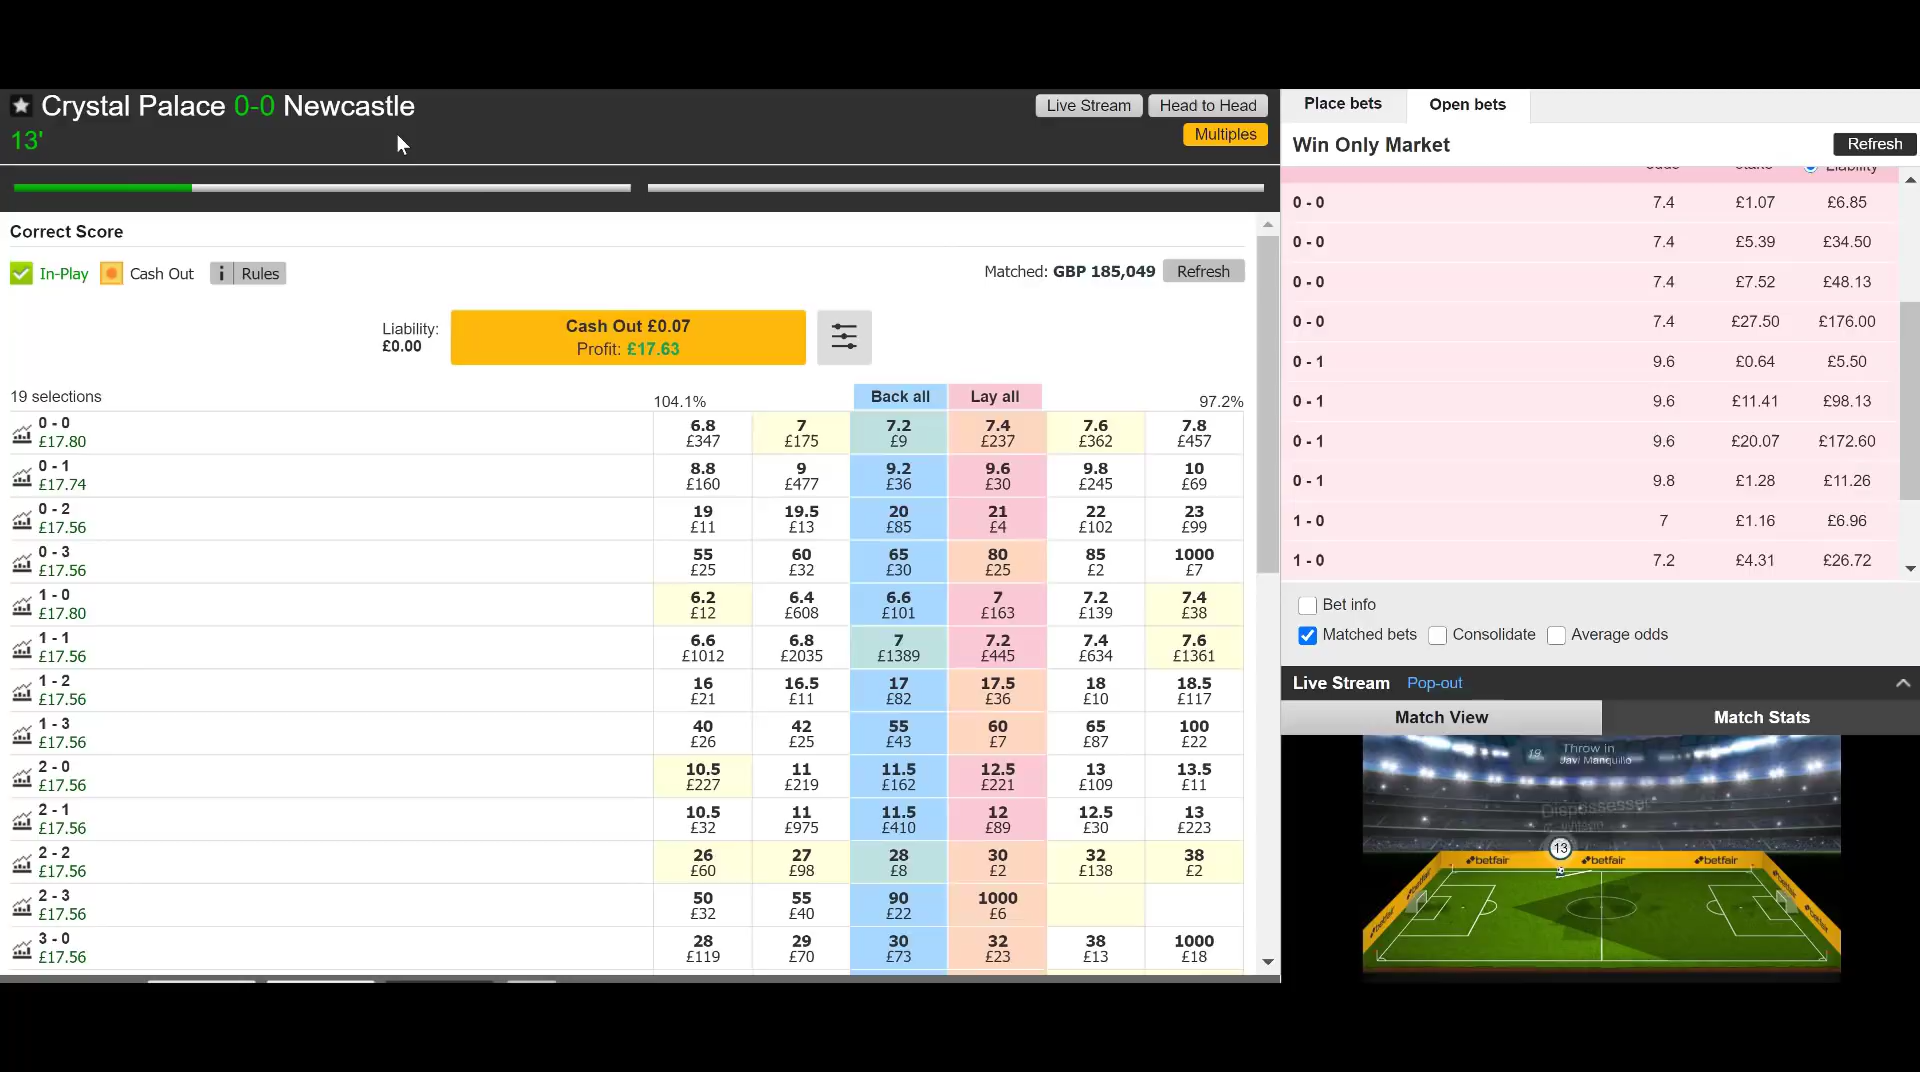 Crystal Palace 0-0 Newcastle
13'
Live Stream
Head to Head
Multiples
Correct Score
In-Play
Cash Out
i Rules
Matched: GBP 185,049
Refresh
Liability:
£0.00
Cash Out £0.07
Profit: £17.63
19 selections
104.1%
Back all
Lay all
97.2%
0 - 0 6.8 7 7.2 7.4 7.6 7.8
£17.80 £347 £175 £9 £237 £362 £457
0 - 1 8.8 9 9.2 9.6 9.8 10
£17.74 £160 £477 £36 £30 £245 £69
0 - 2 19 19.5 20 21 22 23
£17.56 £11 £13 £85 £4 £102 £99
0 - 3 55 60 65 80 85 1000
£17.56 £25 £32 £30 £25 £2 £7
1 - 0 6.2 6.4 6.6 7 7.2 7.4
£17.80 £12 £608 £101 £163 £139 £38
1 - 1 6.6 6.8 7 7.2 7.4 7.6
£17.56 £1012 £2035 £1389 £445 £634 £1361
1 - 2 16 16.5 17 17.5 18 18.5
£17.56 £21 £11 £82 £36 £10 £117
1 - 3 40 42 55 60 65 100
£17.56 £26 £25 £43 £7 £87 £22
2 - 0 10.5 11 11.5 12.5 13 13.5
£17.56 £227 £219 £162 £221 £109 £11
2 - 1 10.5 11 11.5 12 12.5 13
£17.56 £32 £975 £410 £89 £30 £223
2 - 2 26 27 28 30 32 38
£17.56 £60 £98 £8 £2 £138 £2
2 - 3 50 55 90 1000
£17.56 £32 £40 £22 £6
3 - 0 28 29 30 32 38 1000
£17.56 £119 £70 £73 £23 £13 £18
Place bets
Open bets
Win Only Market
Refresh
Liability
0 - 0 7.4 £1.07 £6.85
0 - 0 7.4 £5.39 £34.50
0 - 0 7.4 £7.52 £48.13
0 - 0 7.4 £27.50 £176.00
0 - 1 9.6 £0.64 £5.50
0 - 1 9.6 £11.41 £98.13
0 - 1 9.6 £20.07 £172.60
0 - 1 9.8 £1.28 £11.26
1 - 0 7 £1.16 £6.96
1 - 0 7.2 £4.31 £26.72
Bet info
Matched bets
Consolidate
Average odds
Live Stream
Pop-out
Match View
Match Stats
19 Throw in
Javi Manquillo
13
betfair
betfair
betfair
betfair
betfair